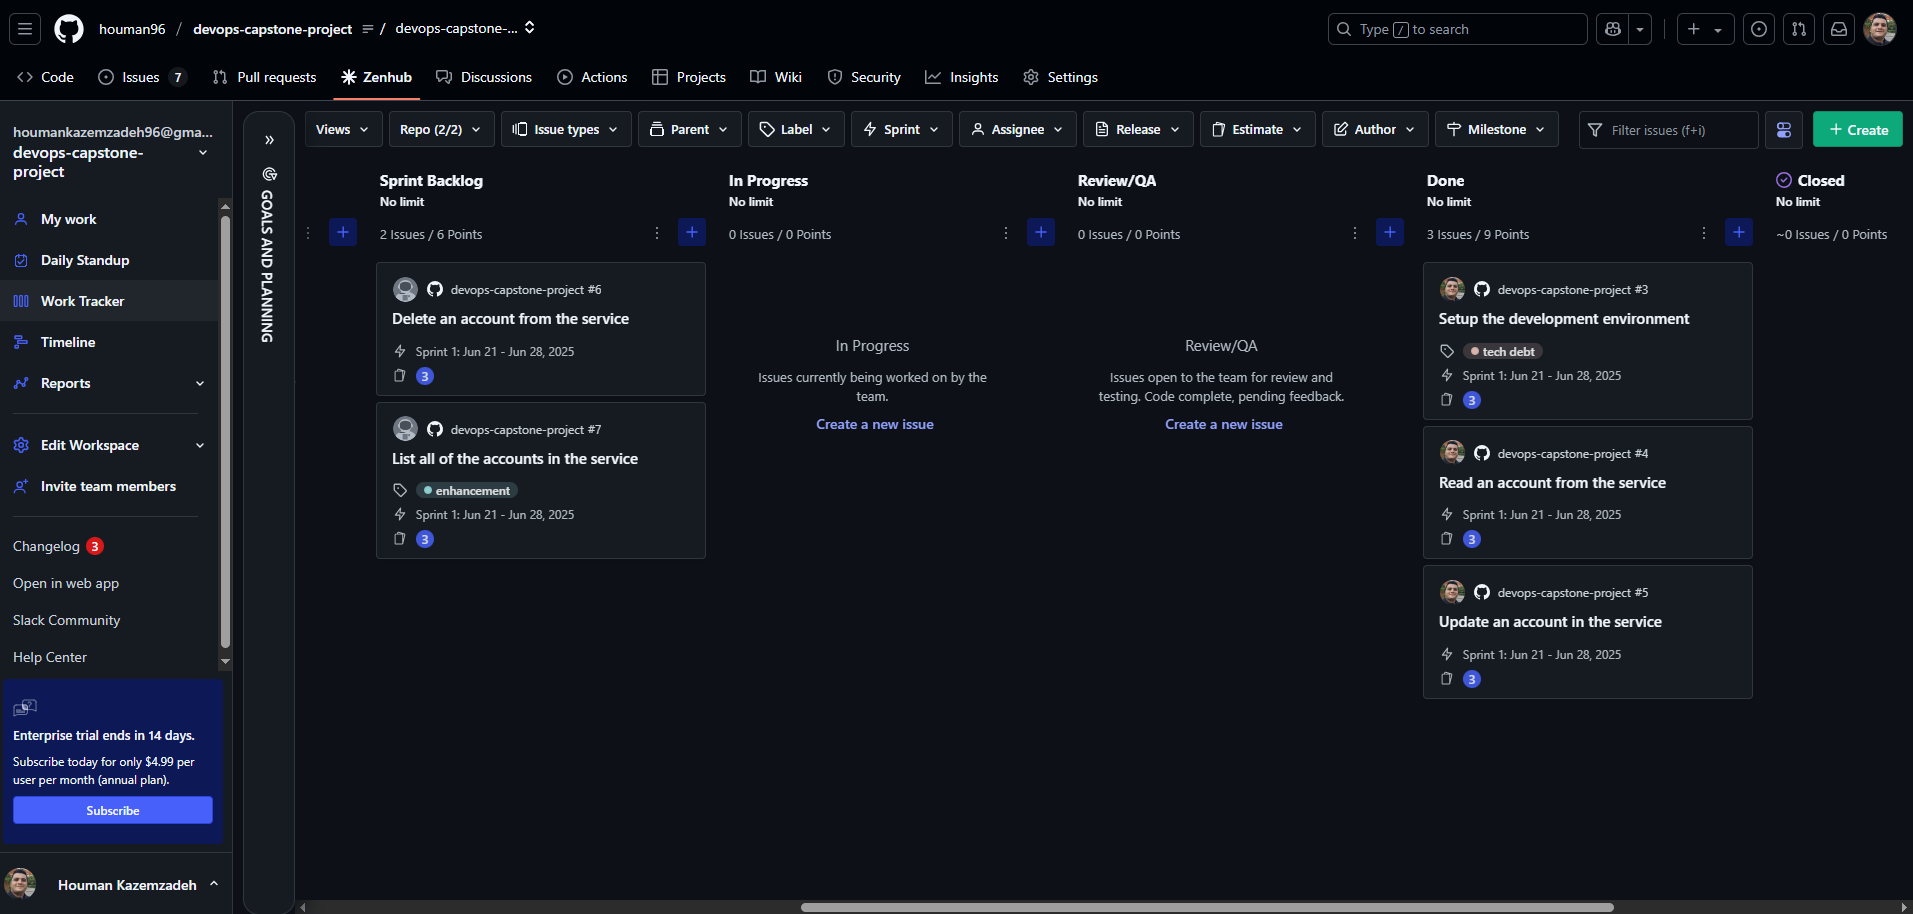 houman96 / devops-capstone-project / devops-capstone-...
Type / to search
Code
Issues 7
Pull requests
Zenhub
Discussions
Actions
Projects
Wiki
Security
Insights
Settings
houmankazemzadeh96@gma...
devops-capstone-
project
My work
Daily Standup
Work Tracker
Timeline
Reports
Edit Workspace
Invite team members
Changelog 3
Open in web app
Slack Community
Help Center
Enterprise trial ends in 14 days.
Subscribe today for only $4.99 per
user per month (annual plan).
Subscribe
Houman Kazemzadeh
GOALS AND PLANNING
Views
Repo (2/2)
Issue types
Parent
Label
Sprint
Assignee
Release
Estimate
Author
Milestone
Filter issues (f+i)
Create
Sprint Backlog
No limit
2 Issues / 6 Points
devops-capstone-project #6
Delete an account from the service
Sprint 1: Jun 21 - Jun 28, 2025
3
devops-capstone-project #7
List all of the accounts in the service
enhancement
Sprint 1: Jun 21 - Jun 28, 2025
3
In Progress
No limit
0 Issues / 0 Points
In Progress
Issues currently being worked on by the
team.
Create a new issue
Review/QA
No limit
0 Issues / 0 Points
Review/QA
Issues open to the team for review and
testing. Code complete, pending feedback.
Create a new issue
Done
No limit
3 Issues / 9 Points
devops-capstone-project #3
Setup the development environment
tech debt
Sprint 1: Jun 21 - Jun 28, 2025
3
devops-capstone-project #4
Read an account from the service
Sprint 1: Jun 21 - Jun 28, 2025
3
devops-capstone-project #5
Update an account in the service
Sprint 1: Jun 21 - Jun 28, 2025
3
Closed
No limit
~0 Issues / 0 Points